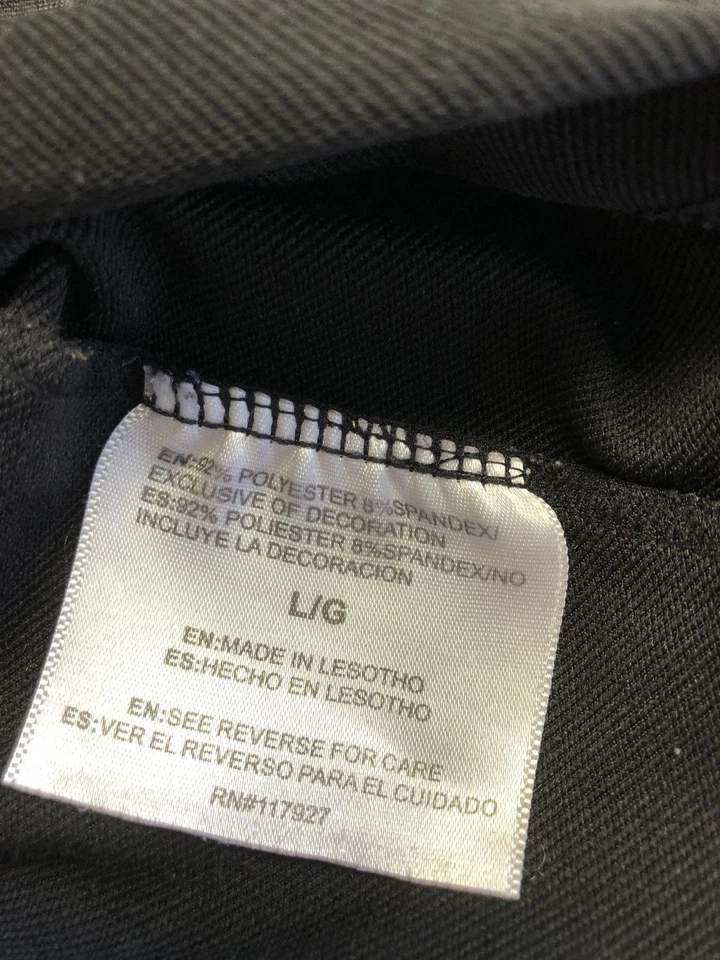 EN:92% POLYESTER 8%SPANDEX/
EXCLUSIVE OF DECORATION
ES:92% POLIESTER 8%SPANDEX/NO
INCLUYE LA DECORACION
L/G
EN:MADE IN LESOTHO
ES:HECHO EN LESOTHO
EN:SEE REVERSE FOR CARE
ES:VER EL REVERSO PARA EL CUIDADO
RN#117927